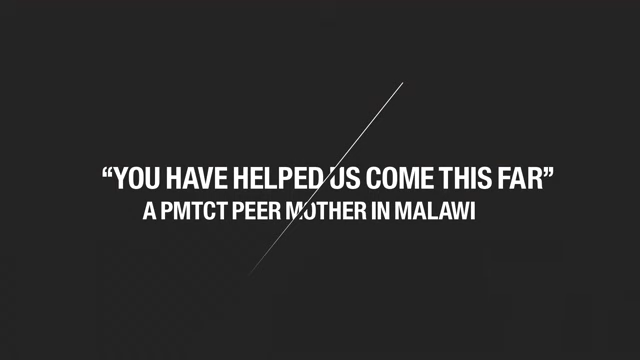 “YOU HAVE HELPED US COME THIS FAR”
A PMTCT PEER MOTHER IN MALAWI